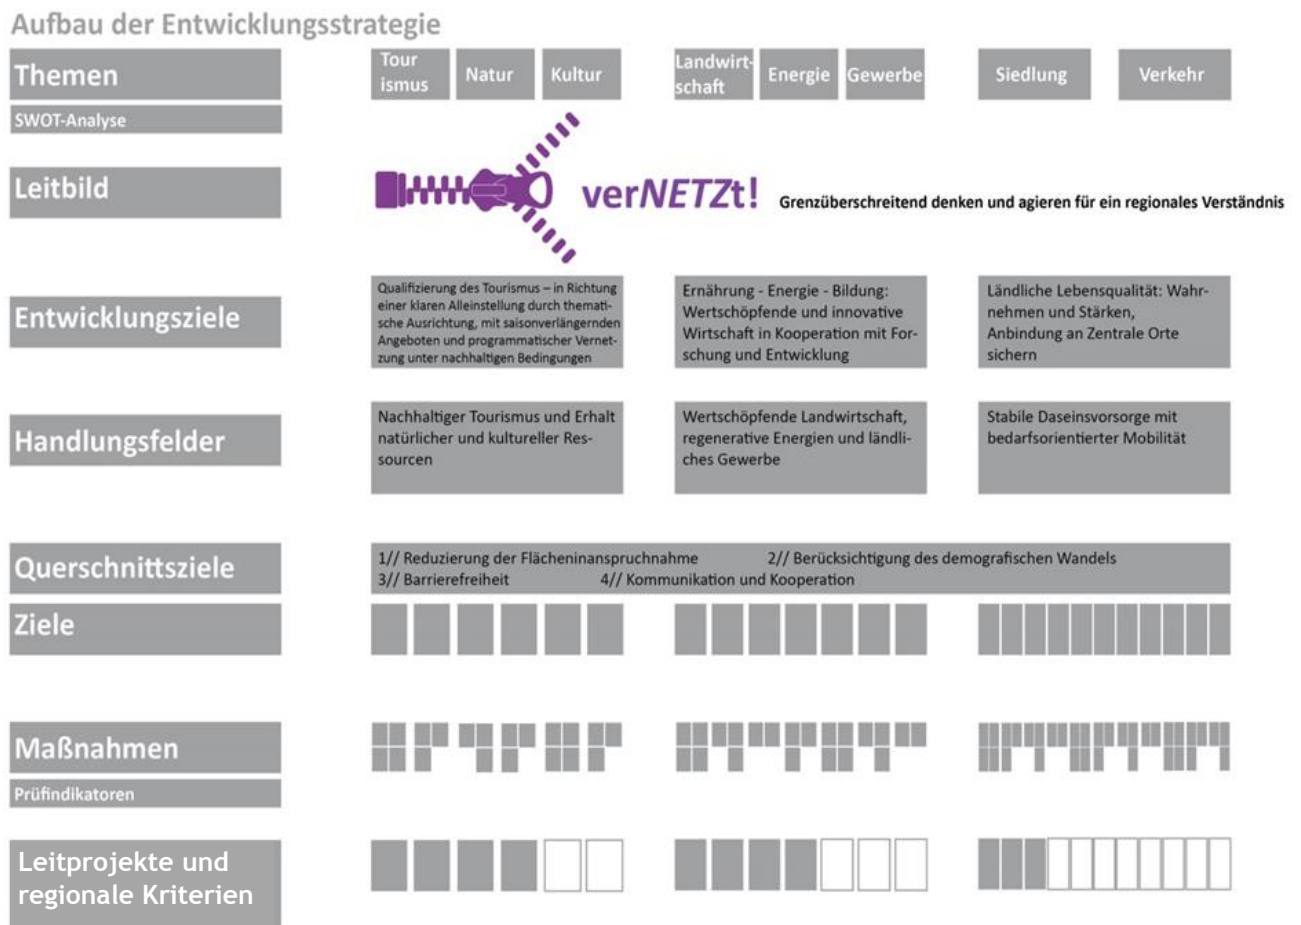 Aufbau der Entwicklungsstrategie
Themen
Tour
ismus
Natur
Kultur
Landwirt-
schaft
Energie
Gewerbe
Siedlung
Verkehr
SWOT-Analyse
Leitbild
verNETZt!
Grenzüberschreitend denken und agieren für ein regionales Verständnis
Entwicklungsziele
Qualifizierung des Tourismus – in Richtung
einer klaren Alleinstellung durch themati-
sche Ausrichtung, mit saisonverlängernden
Angeboten und programmatischer Vernet-
zung unter nachhaltigen Bedingungen
Ernährung - Energie - Bildung:
Wertschöpfende und innovative
Wirtschaft in Kooperation mit For-
schung und Entwicklung
Ländliche Lebensqualität: Wahr-
nehmen und Stärken,
Anbindung an Zentrale Orte
sichern
Handlungsfelder
Nachhaltiger Tourismus und Erhalt
natürlicher und kultureller Res-
sourcen
Wertschöpfende Landwirtschaft,
regenerative Energien und ländli-
ches Gewerbe
Stabile Daseinsvorsorge mit
bedarfsorientierter Mobilität
Querschnittsziele
1// Reduzierung der Flächeninanspruchnahme 2// Berücksichtigung des demografischen Wandels
3// Barrierefreiheit 4// Kommunikation und Kooperation
Ziele
Maßnahmen
Prüfindikatoren
Leitprojekte und
regionale Kriterien